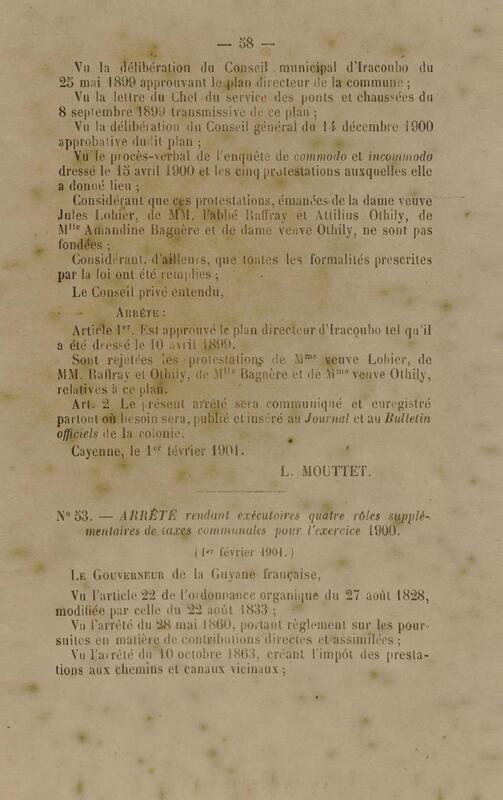 — 58 —
Vu la délibération du Conseil municipal d'Iracoubo du
25 mai 1899 approuvant le plan directeur de la commune ;
Vu la lettre du Chef du service des ponts et chaussées du
8 septembre 1899 transmissive de ce plan ;
Vu la délibération du Conseil général du 14 décembre 1900
approbative dudit plan ;
Vu le procès-verbal de l'enquête de commodo et incommodo
dressé le 15 avril 1900 et les cinq protestations auxquelles elle
a donné lieu ;
Considérant que ces protestations, émanées de la dame veuve
Jules Lohier, de MM. l'abbé Raffray et Attilius Othily, de
Mlle Amandine Bagnère et de dame veuve Othily, ne sont pas
fondées ;
Considérant, d'ailleurs, que toutes les formalités prescrites
par la loi ont été remplies ;
Le Conseil privé entendu,
ARRÊTE :
Article 1er. Est approuvé le plan directeur d'Iracoubo tel qu'il
a été dressé le 10 avril 1899.
Sont rejetées les protestations de Mme veuve Lohier, de
MM. Raffray et Othily, de Mlle Bagnère et de Mme veuve Othily,
relatives à ce plan.
Art. 2 Le présent arrêté sera communiqué et enregistré
partout où besoin sera, publié et inséré au Journal et au Bulletin
officiels de la colonie.
Cayenne, le 1er février 1901.
L. MOUTTET.
N° 53. — ARRÊTÉ rendant exécutoires quatre rôles supplé-
mentaires de taxes communales pour l'exercice 1900.
(1er février 1901.)
LE GOUVERNEUR de la Guyane française,
Vu l'article 22 de l'ordonnance organique du 27 août 1828,
modifiée par celle du 22 août 1833 ;
Vu l'arrêté du 28 mai 1860, portant règlement sur les pour-
suites en matière de contributions directes et assimilées ;
Vu l'arrêté du 10 octobre 1863, créant l'impôt des presta-
tions aux chemins et canaux vicinaux ;